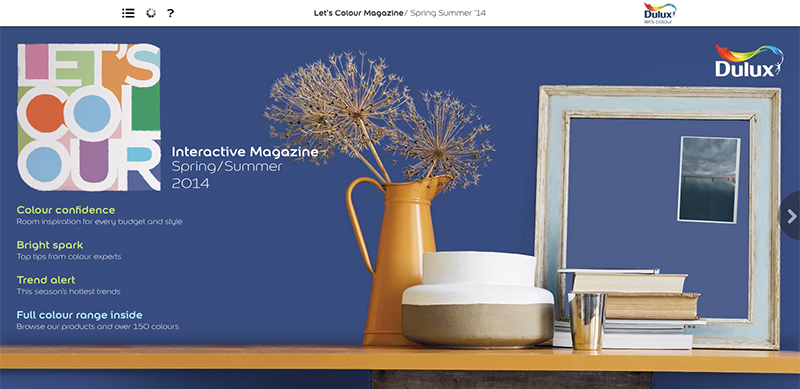 ?
Let's Colour Magazine/ Spring Summer '14
Dulux
let's colour
Dulux
LET'S
COL
OUR
Interactive Magazine
Spring/Summer
2014
Colour confidence
Room inspiration for every budget and style
Bright spark
Top tips from colour experts
Trend alert
This season's hottest trends
Full colour range inside
Browse our products and over 150 colours